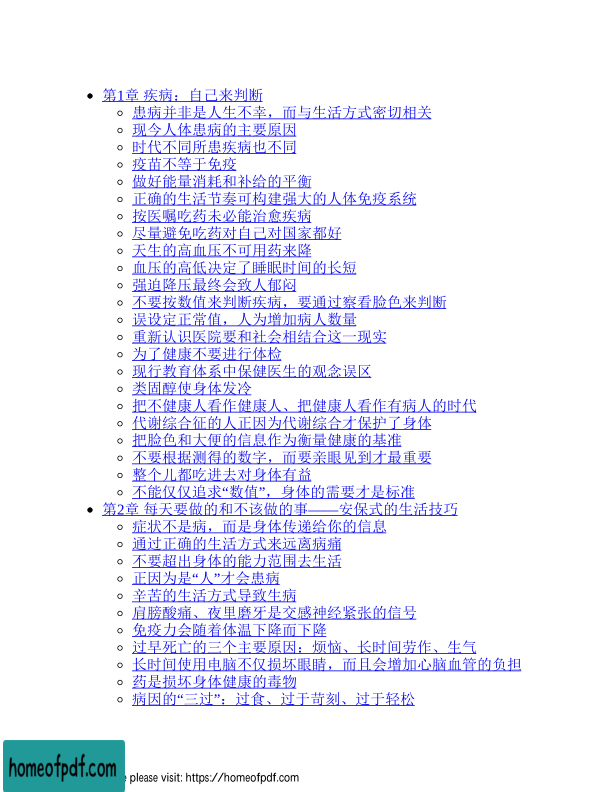 第1章 疾病：自己来判断
患病并非是人生不幸，而与生活方式密切相关
现今人体患病的主要原因
时代不同所患疾病也不同
疫苗不等于免疫
做好能量消耗和补给的平衡
正确的生活节奏可构建强大的人体免疫系统
按医嘱吃药未必能治愈疾病
尽量避免吃药对自己对国家都好
天生的高血压不可用药来降
血压的高低决定了睡眠时间的长短
强迫降压最终会致人郁闷
不要按数值来判断疾病，要通过察看脸色来判断
误设定正常值，人为增加病人数量
重新认识医院要和社会相结合这一现实
为了健康不要进行体检
现行教育体系中保健医生的观念误区
类固醇使身体发冷
把不健康人看作健康人、把健康人看作有病人的时代
代谢综合征的人正因为代谢综合才保护了身体
把脸色和大便的信息作为衡量健康的基准
不要根据测得的数字，而要亲眼见到才最重要
整个儿都吃进去对身体有益
不能仅仅追求“数值”，身体的需要才是标准
第2章 每天要做的和不该做的事——安保式的生活技巧
症状不是病，而是身体传递给你的信息
通过正确的生活方式来远离病痛
不要超出身体的能力范围去生活
正因为是“人”才会患病
辛苦的生活方式导致生病
肩膀酸痛、夜里磨牙是交感神经紧张的信号
免疫力会随着体温下降而下降
过早死亡的三个主要原因：烦恼、长时间劳作、生气
长时间使用电脑不仅损坏眼睛，而且会增加心脑血管的负担
药是损坏身体健康的毒物
病因的“三过”：过食、过于苛刻、过于轻松
homeofpdf.com
please visit: https://homeofpdf.com